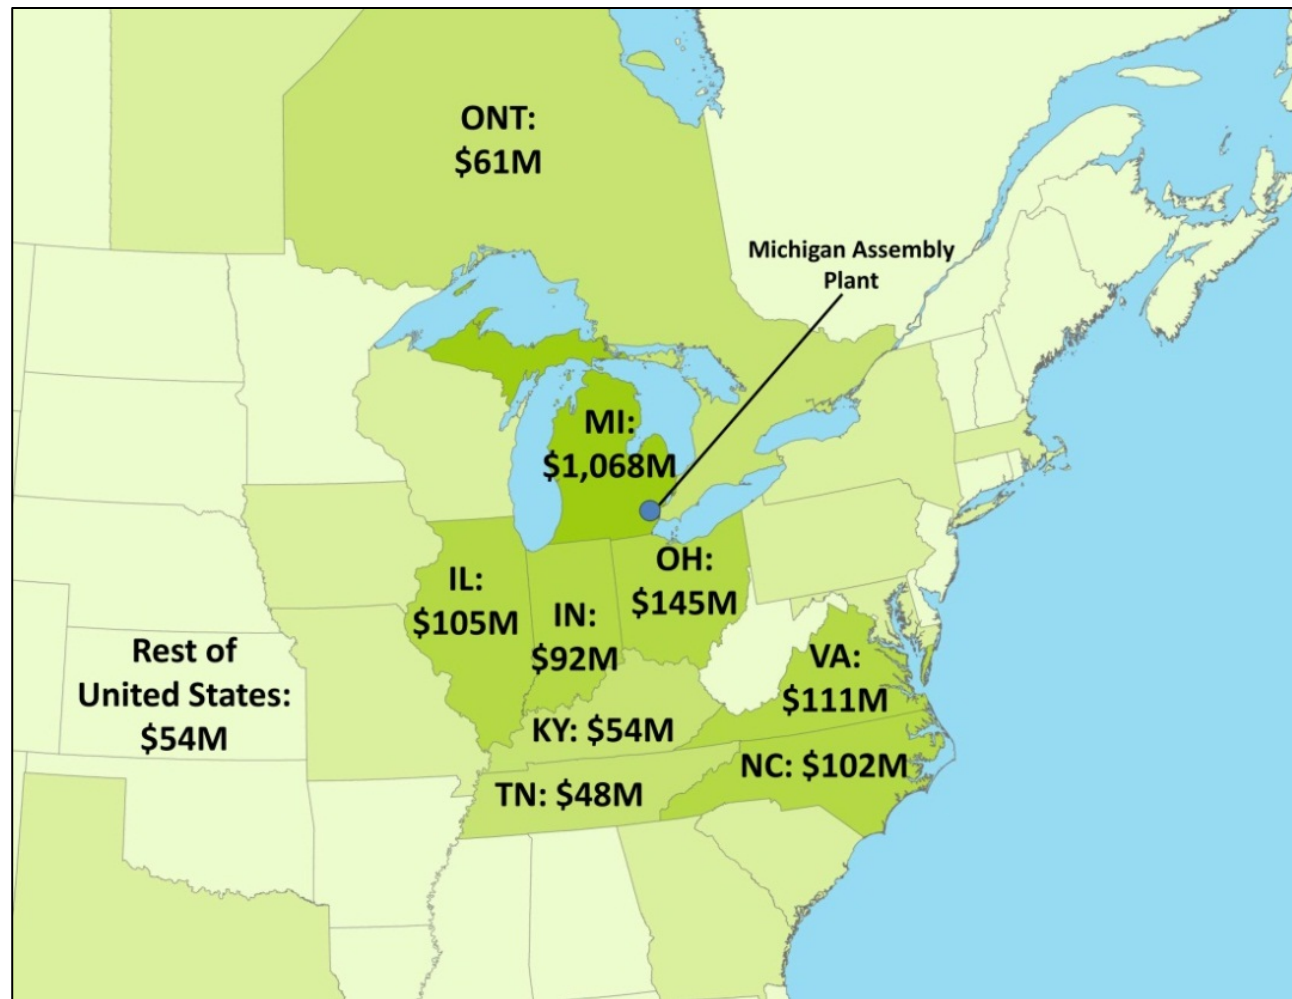 ONT:
$61M
Michigan Assembly
Plant
MI:
$1,068M
OH:
$145M
IL:
$105M
IN:
$92M
Rest of
United States:
$54M
VA:
$111M
KY: $54M
NC: $102M
TN: $48M